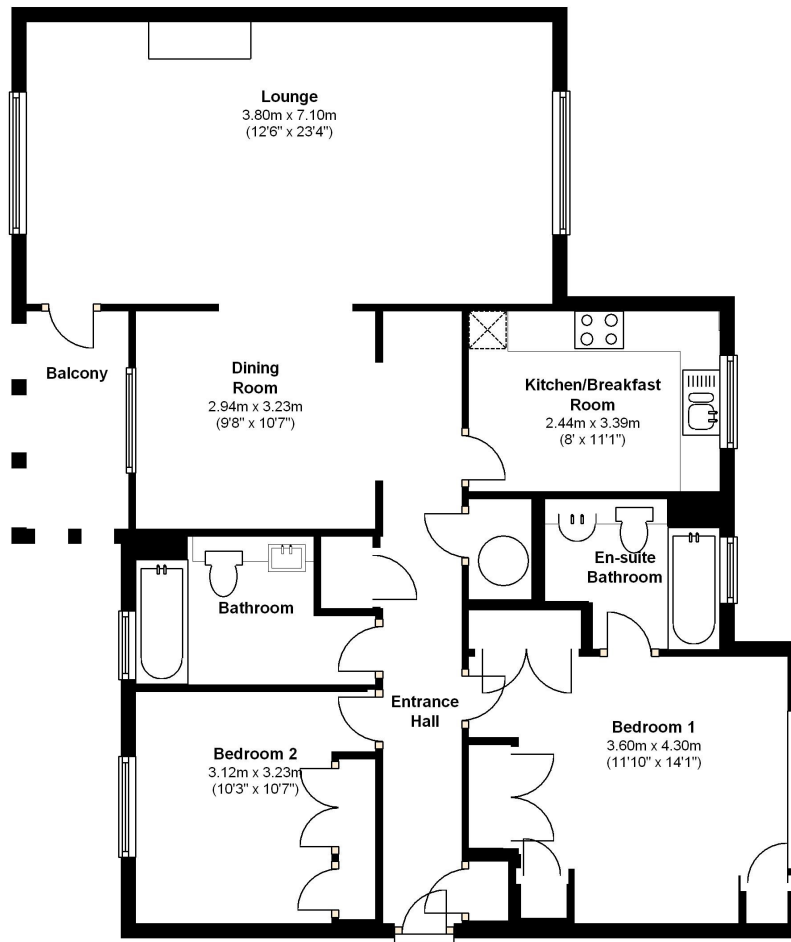 Lounge
3.80m x 7.10m
(12'6" x 23'4")
Balcony
Dining
Room
2.94m x 3.23m
(9'8" x 10'7")
Kitchen/Breakfast
Room
2.44m x 3.39m
(8' x 11'1")
En-suite
Bathroom
Bathroom
Entrance
Hall
Bedroom 1
3.60m x 4.30m
(11'10" x 14'1")
Bedroom 2
3.12m x 3.23m
(10'3" x 10'7")